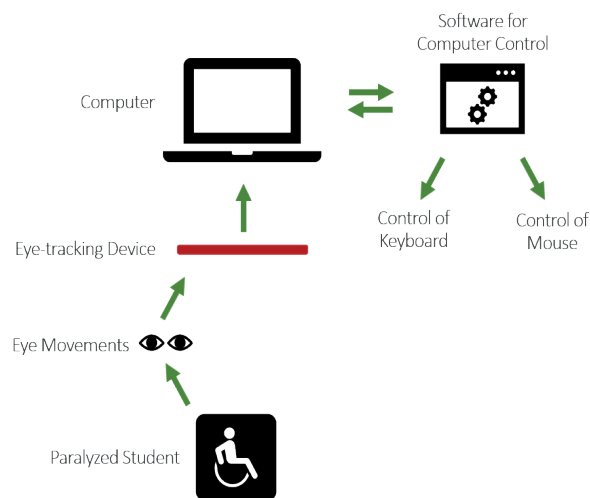 Software for
Computer Control
Computer
Control of
Keyboard
Control of
Mouse
Eye-tracking Device
Eye Movements
Paralyzed Student